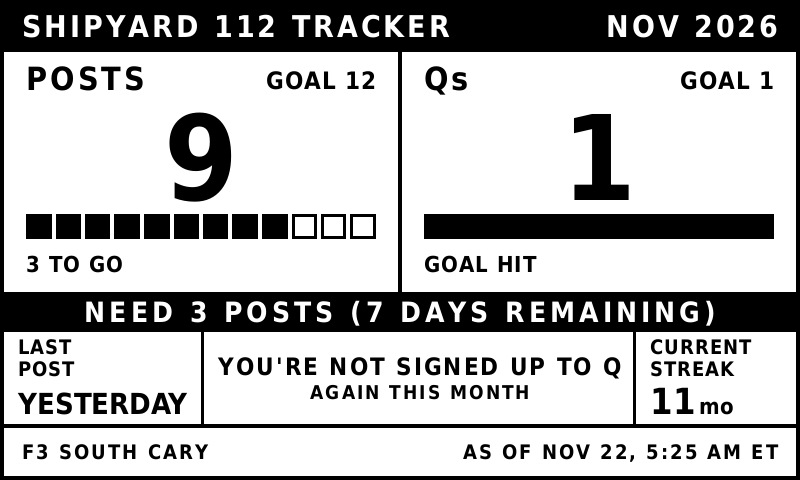 SHIPYARD 112 TRACKER NOV 2026
POSTS GOAL 12
9
3 TO GO
Qs GOAL 1
1
GOAL HIT
NEED 3 POSTS (7 DAYS REMAINING)
LAST
POST
YESTERDAY
YOU'RE NOT SIGNED UP TO Q
AGAIN THIS MONTH
CURRENT
STREAK
11 mo
F3 SOUTH CARY AS OF NOV 22, 5:25 AM ET